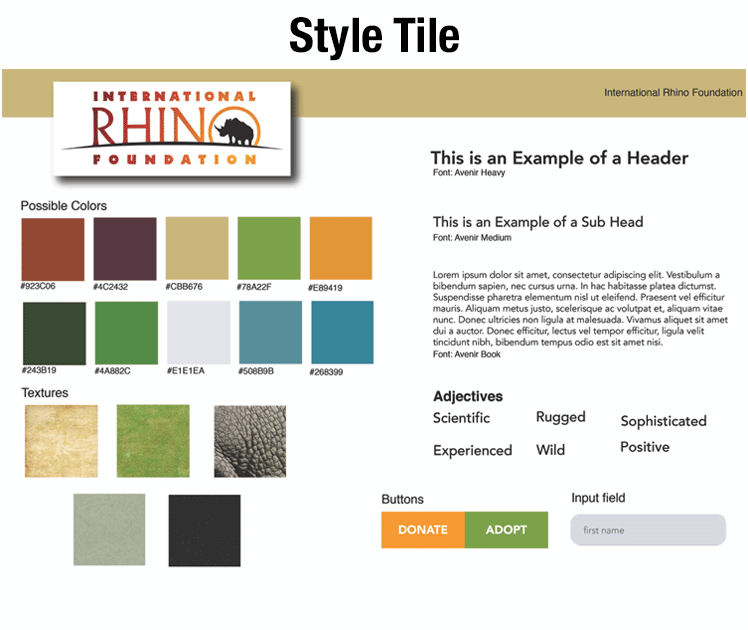 Style Tile
International Rhino Foundation
INTERNATIONAL
RHINO
FOUNDATION
Possible Colors
#923C06
#4C2432
#CBB676
#78A22F
#E89419
#243B19
#4A882C
#E1E1EA
#508B9B
#268399
Textures
This is an Example of a Header
Font: Avenir Heavy
This is an Example of a Sub Head
Font: Avenir Medium
Lorem ipsum dolor sit amet, consectetur adipiscing elit. Vestibulum a
bibendum sapien, nec cursus urna. In hac habitasse platea dictumst.
Suspendisse pharetra elementum nisl ut eleifend. Praesent vel efficitur
mauris. Aliquam metus justo, scelerisque ac volutpat et, aliquam vitae
nunc. Donec ultricies non ligula at malesuada. Vivamus aliquet sit amet
dui a auctor. Donec efficitur, lectus vel tempor efficitur, ligula velit
tincidunt nibh, bibendum tempus odio est sit amet nisi.
Font: Avenir Book
Adjectives
Scientific
Rugged
Sophisticated
Experienced
Wild
Positive
Buttons
DONATE
ADOPT
Input field
first name